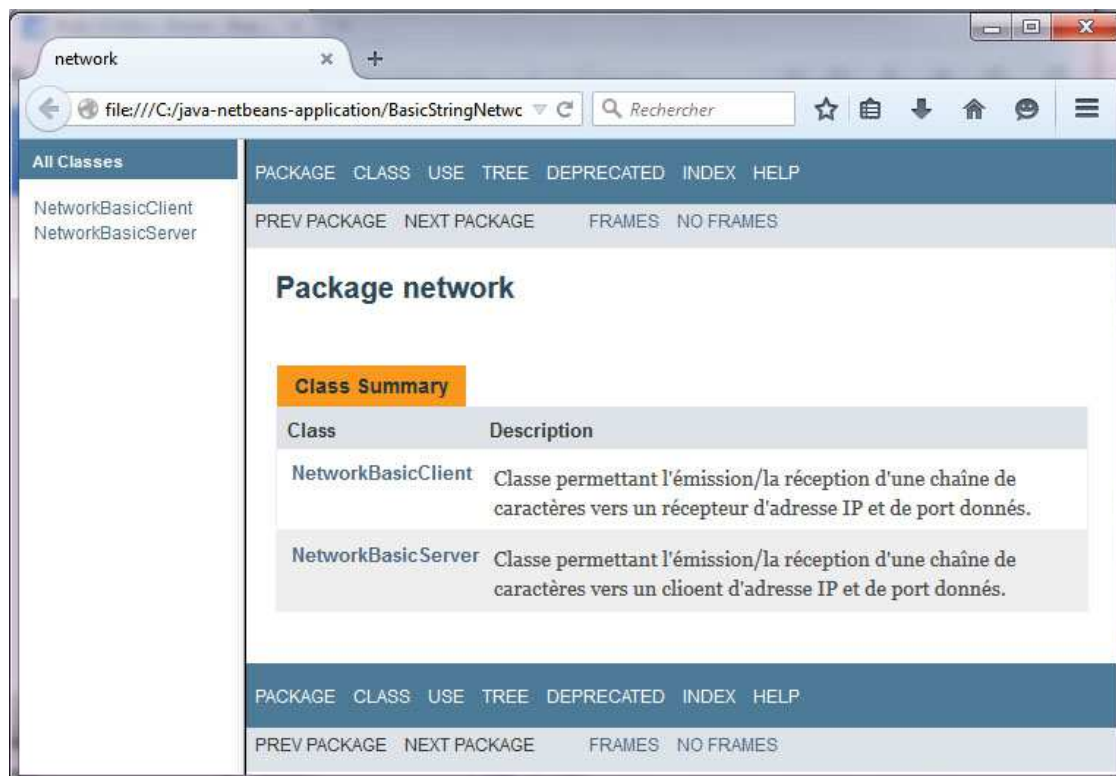 network
file:///C:/java-netbeans-application/BasicStringNetwc
Rechercher
All Classes
NetworkBasicClient
NetworkBasicServer
PACKAGE CLASS USE TREE DEPRECATED INDEX HELP
PREV PACKAGE NEXT PACKAGE FRAMES NO FRAMES
Package network
Class Summary
Class Description
NetworkBasicClient Classe permettant l'émission/la réception d'une chaîne de
caractères vers un récepteur d'adresse IP et de port donnés.
NetworkBasicServer Classe permettant l'émission/la réception d'une chaîne de
caractères vers un clioent d'adresse IP et de port donnés.
PACKAGE CLASS USE TREE DEPRECATED INDEX HELP
PREV PACKAGE NEXT PACKAGE FRAMES NO FRAMES